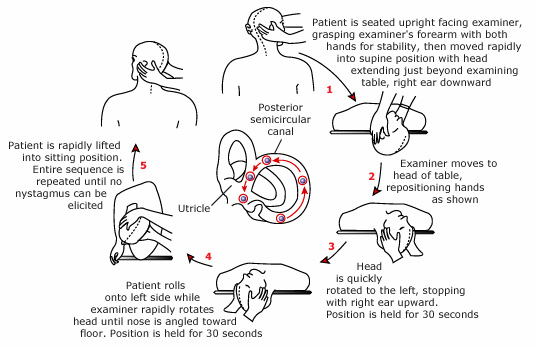 Patient is seated upright facing examiner,
grasping examiner's forearm with both
hands for stability, then moved rapidly
into supine position with head
extending just beyond examining
table, right ear downward
1
Posterior
semicircular
canal
Utricle
2
Examiner moves to
head of table,
repositioning hands
as shown
3
Head
is quickly
rotated to the left, stopping
with right ear upward.
Position is held for 30 seconds
4
Patient rolls
onto left side while
examiner rapidly rotates
head until nose is angled toward
floor. Position is held for 30 seconds
5
Patient is rapidly lifted
into sitting position.
Entire sequence is
repeated until no
nystagmus can be
elicited